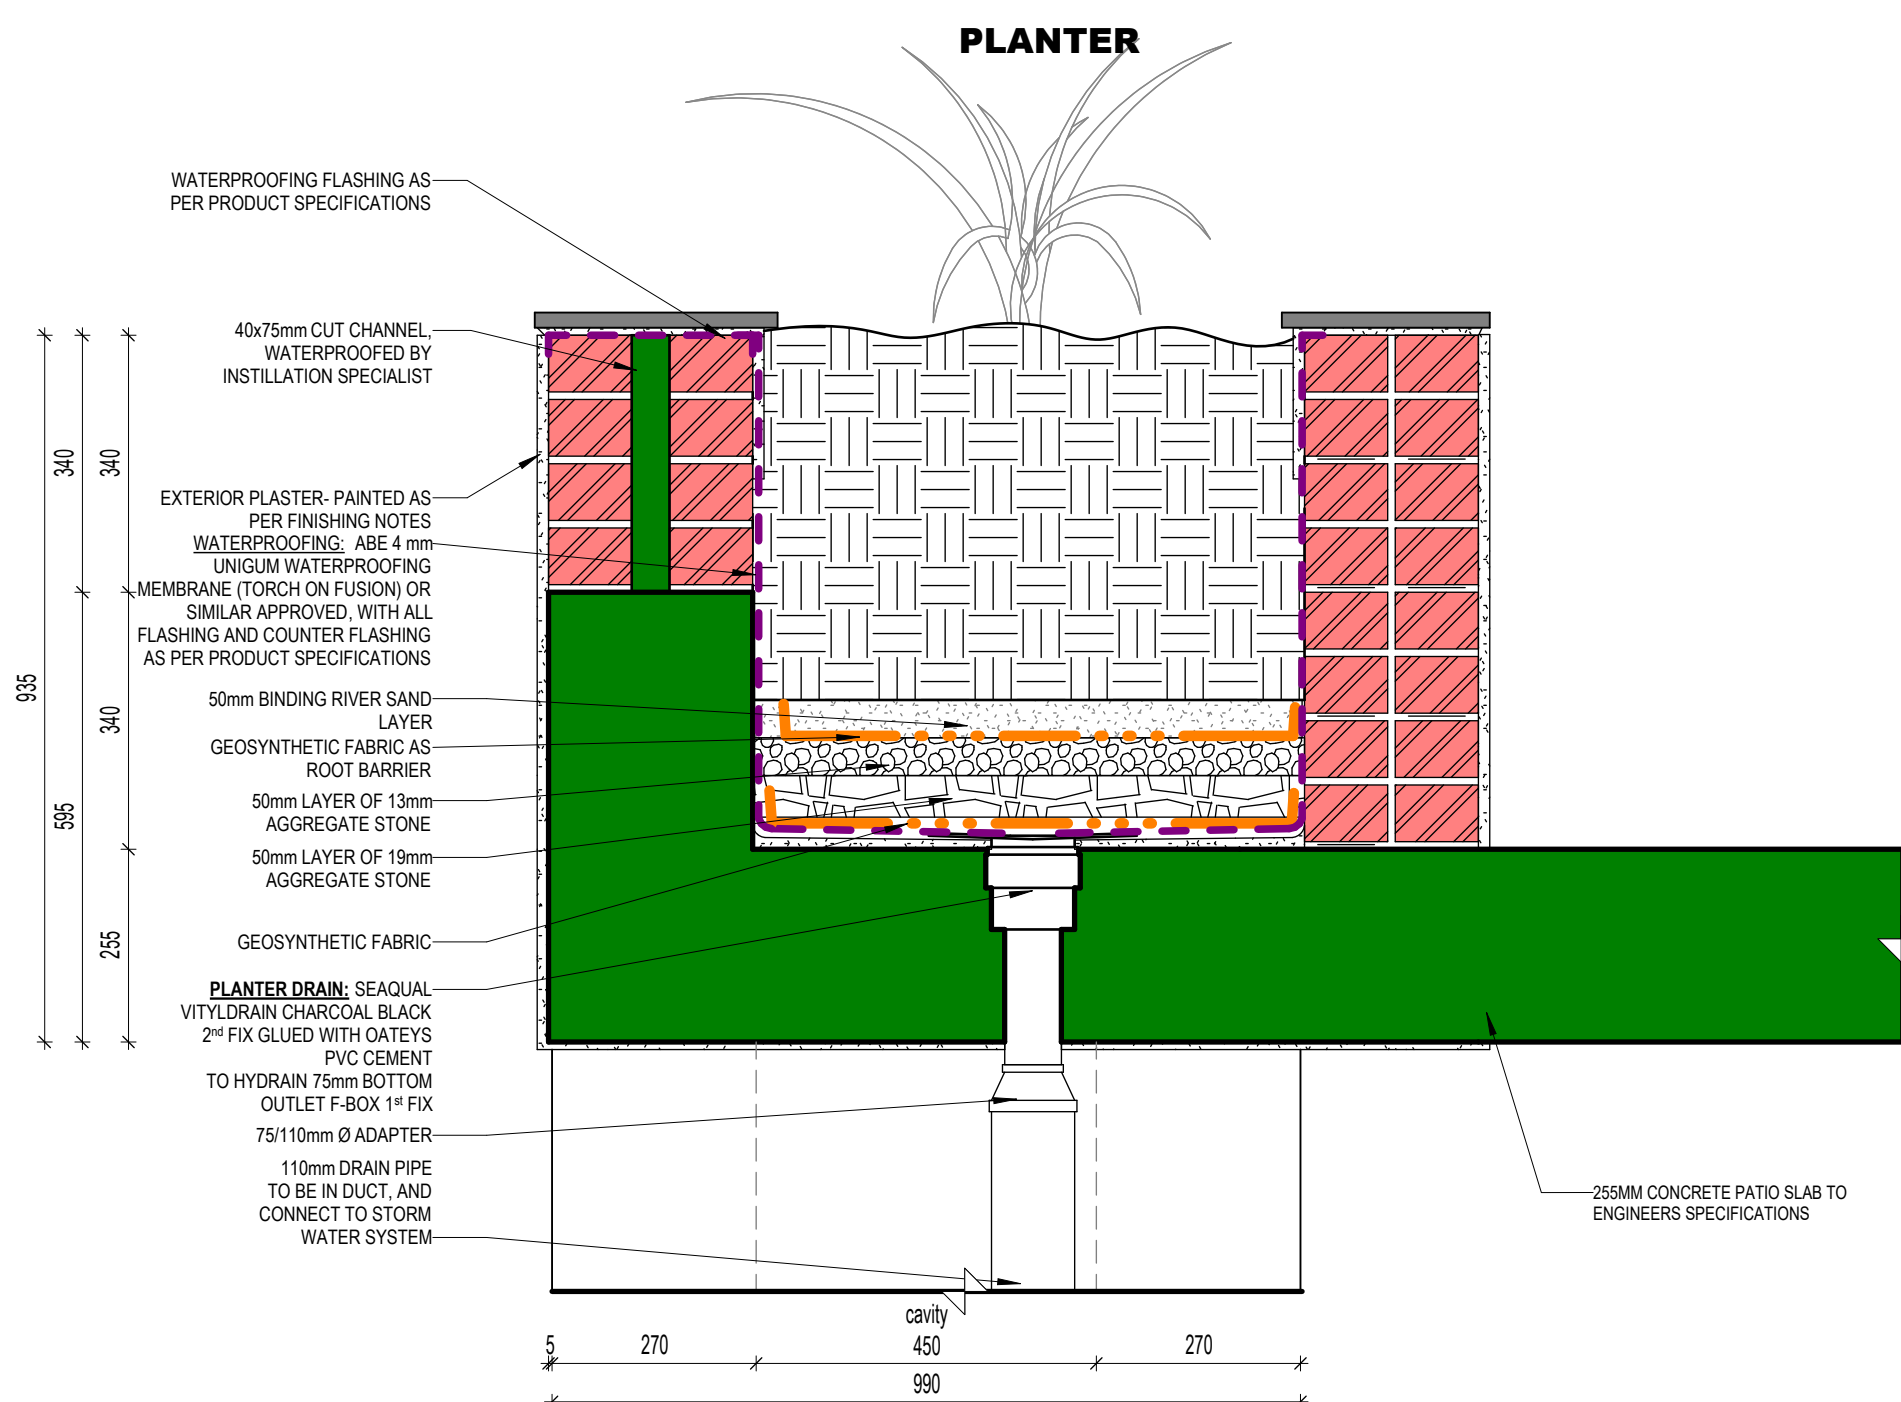 PLANTER
WATERPROOFING FLASHING AS
PER PRODUCT SPECIFICATIONS
40x75mm CUT CHANNEL,
WATERPROOFED BY
INSTILLATION SPECIALIST
EXTERIOR PLASTER- PAINTED AS
PER FINISHING NOTES
WATERPROOFING: ABE 4 mm
UNIGUM WATERPROOFING
MEMBRANE (TORCH ON FUSION) OR
SIMILAR APPROVED, WITH ALL
FLASHING AND COUNTER FLASHING
AS PER PRODUCT SPECIFICATIONS
50mm BINDING RIVER SAND
LAYER
GEOSYNTHETIC FABRIC AS
ROOT BARRIER
50mm LAYER OF 13mm
AGGREGATE STONE
50mm LAYER OF 19mm
AGGREGATE STONE
GEOSYNTHETIC FABRIC
PLANTER DRAIN: SEAQUAL
VITYLDRAIN CHARCOAL BLACK
2nd FIX GLUED WITH OATEYS
PVC CEMENT
TO HYDRAIN 75mm BOTTOM
OUTLET F-BOX 1st FIX
75/110mm Ø ADAPTER
110mm DRAIN PIPE
TO BE IN DUCT, AND
CONNECT TO STORM
WATER SYSTEM
255MM CONCRETE PATIO SLAB TO
ENGINEERS SPECIFICATIONS
935
340
595
340
340
255
cavity
5
270
450
270
990